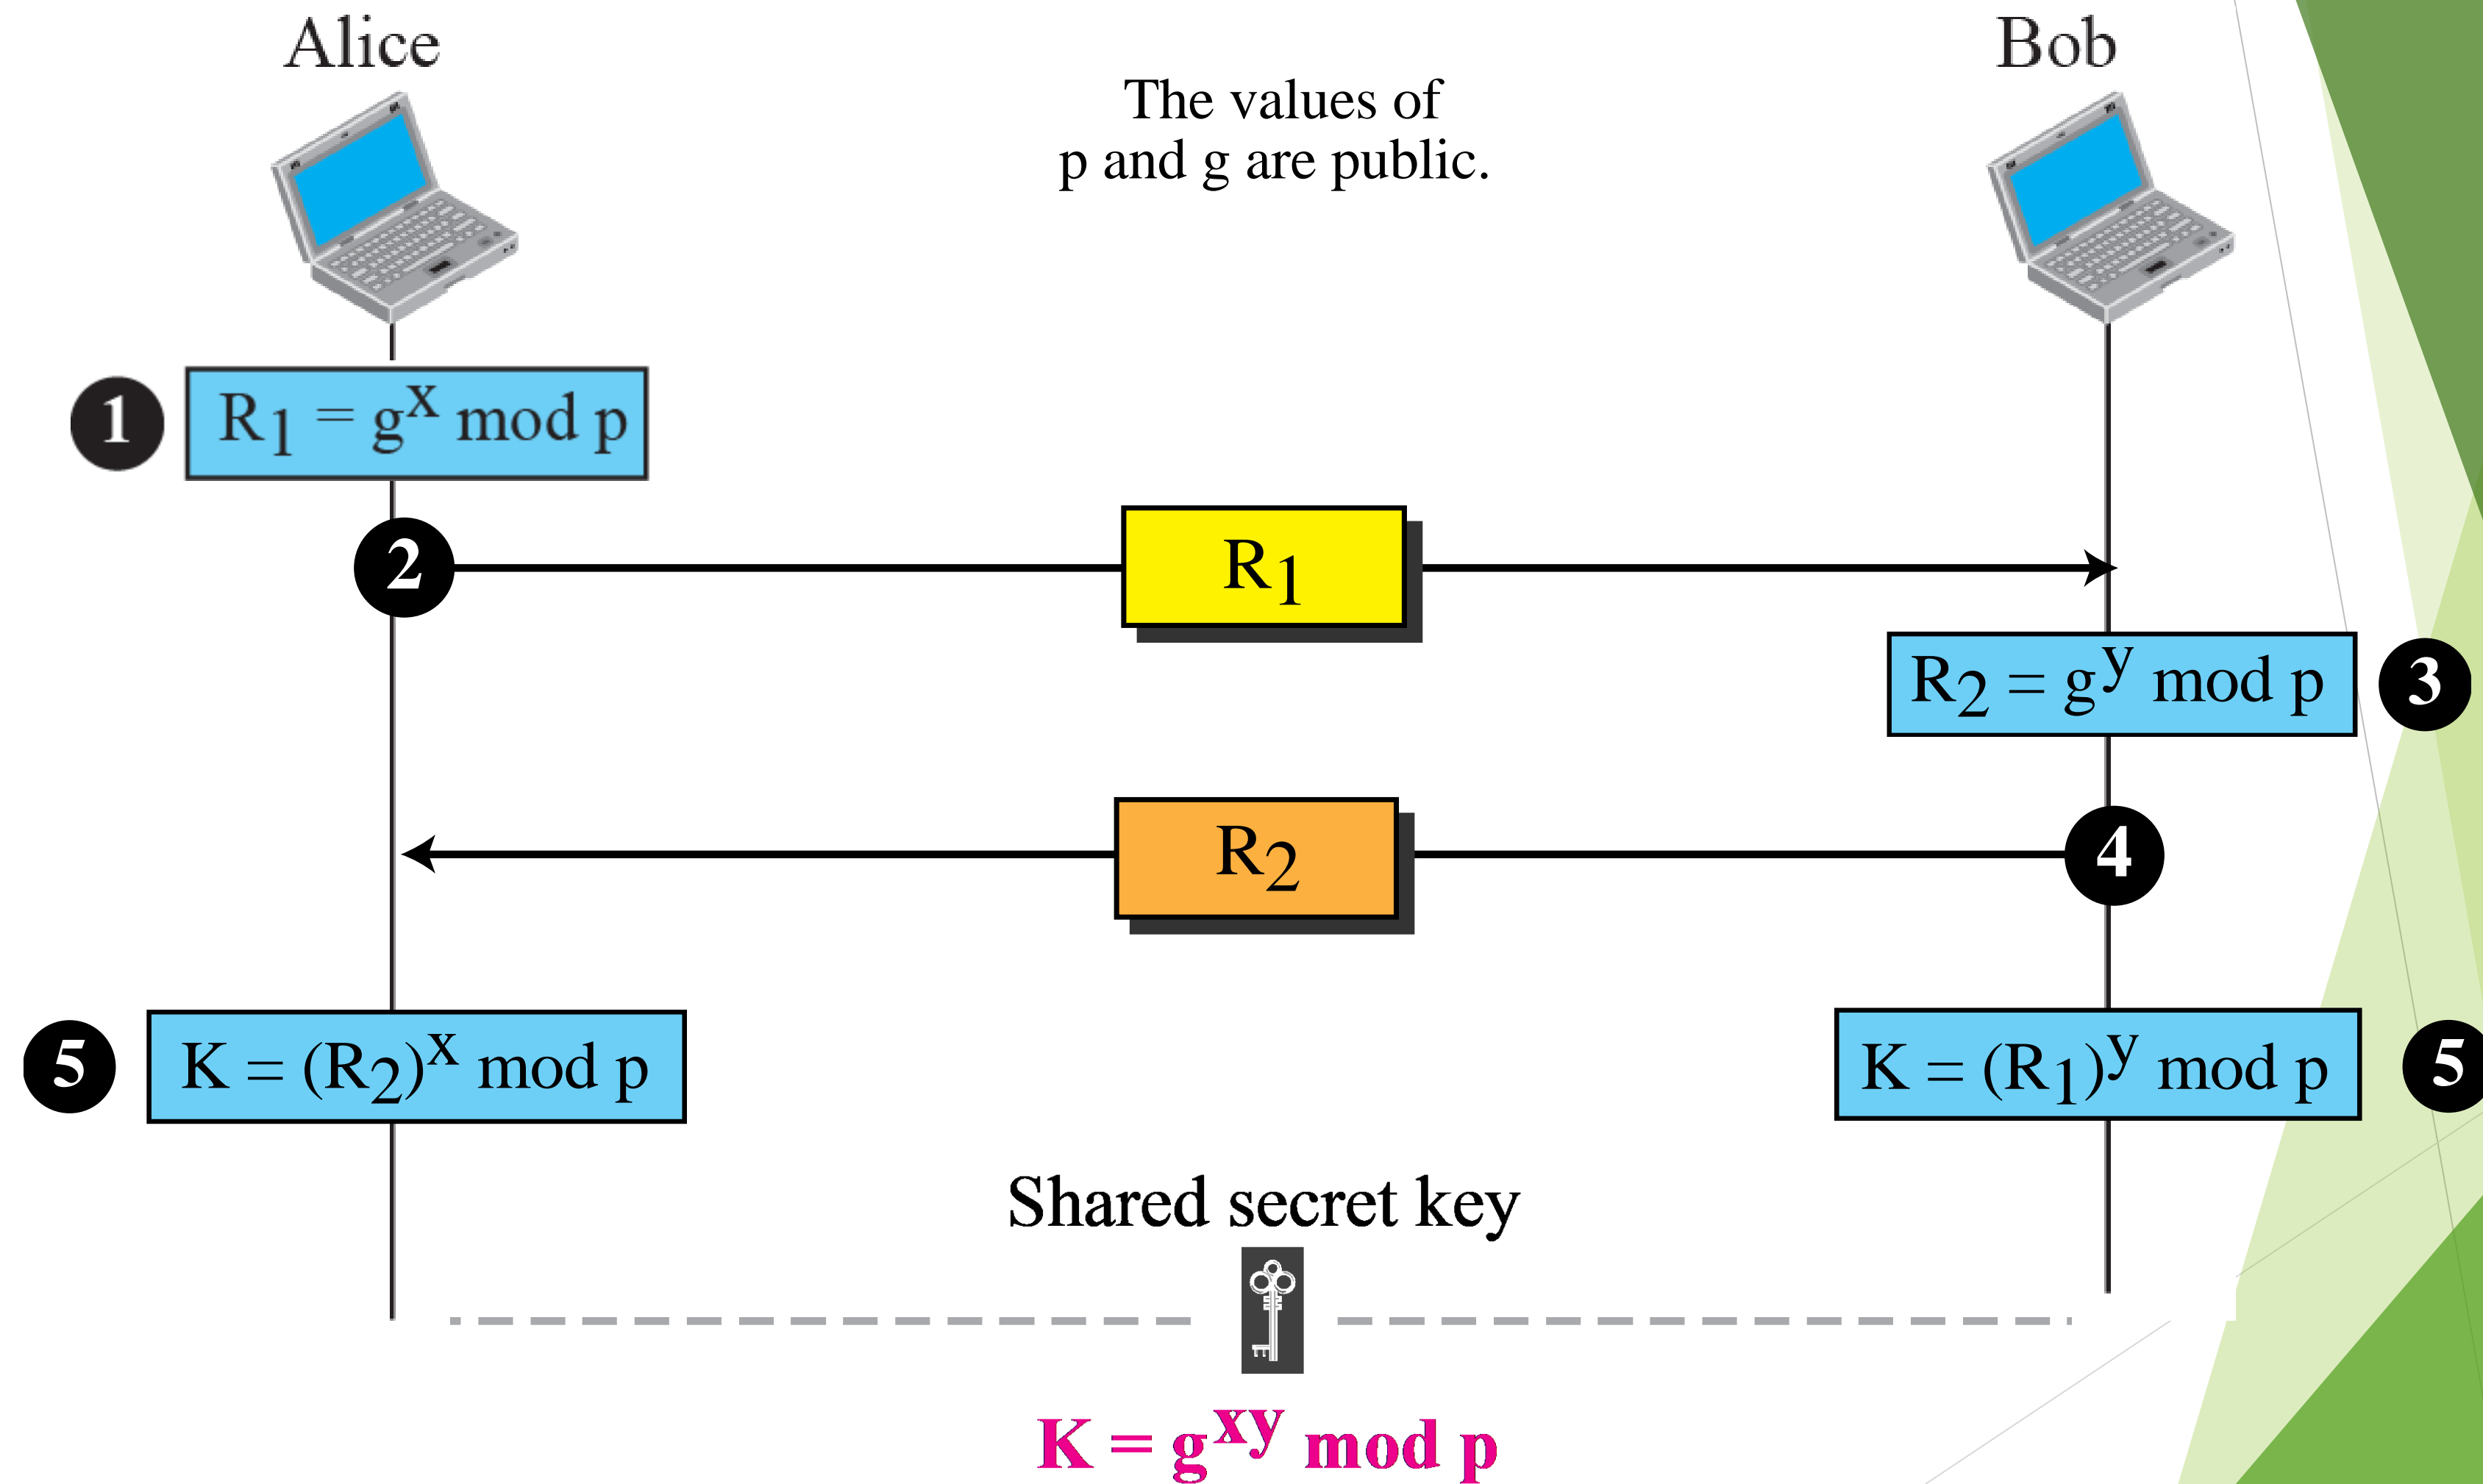 Alice
Bob
The values of
p and g are public.
1
R₁ = gˣ mod p
2
R₁
R₂ = gʸ mod p
3
R₂
4
5
K = (R₂)ˣ mod p
K = (R₁)ʸ mod p
5
Shared secret key
K = gˣʸ mod p